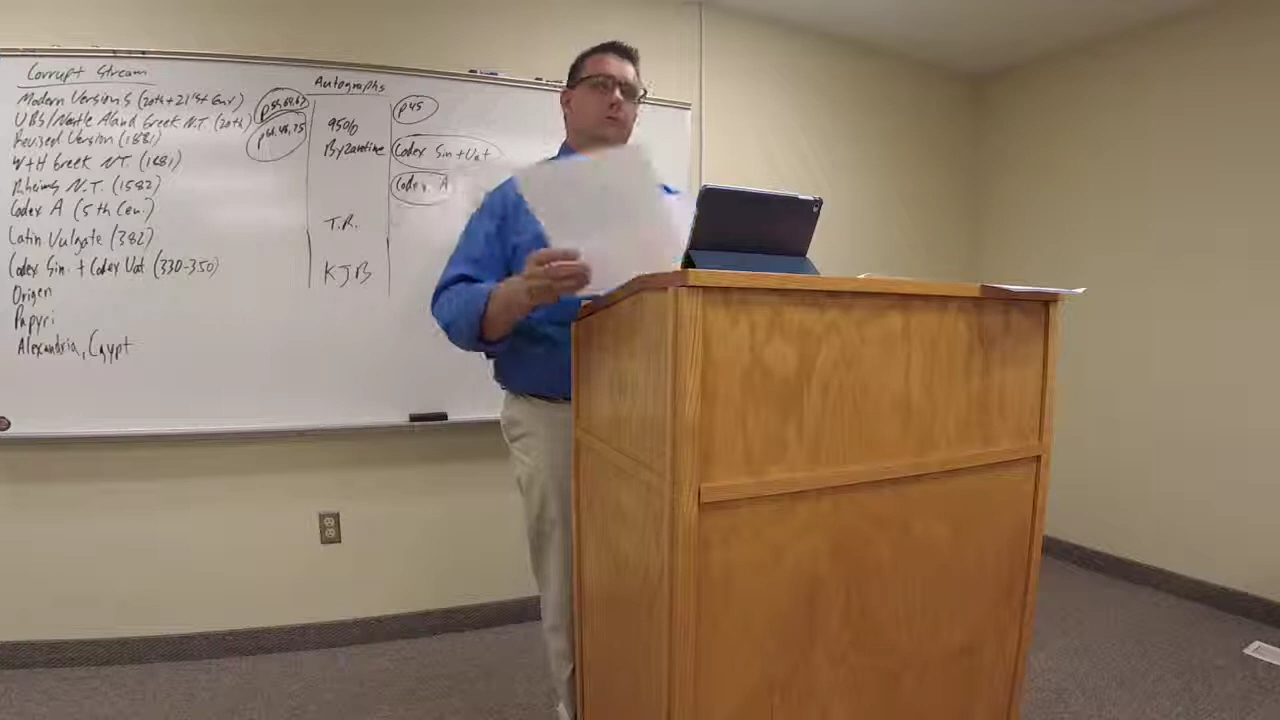 Corrupt Stream
Modern Versions (20th+21st Cen.)
UBS/Nestle Aland Greek N.T. (20th)
Revised Version (1881)
W+H Greek N.T. (1881)
Rheims N.T. (1582)
Codex A (5th Cen.)
Latin Vulgate (382)
Codex Sin. + Codex Vat (330-350)
Origen
Papyri
Alexandria, Egypt
Autographs
95%
Byzantine
T.R.
KJB
P45
Codex Sin+Vat
Codex A